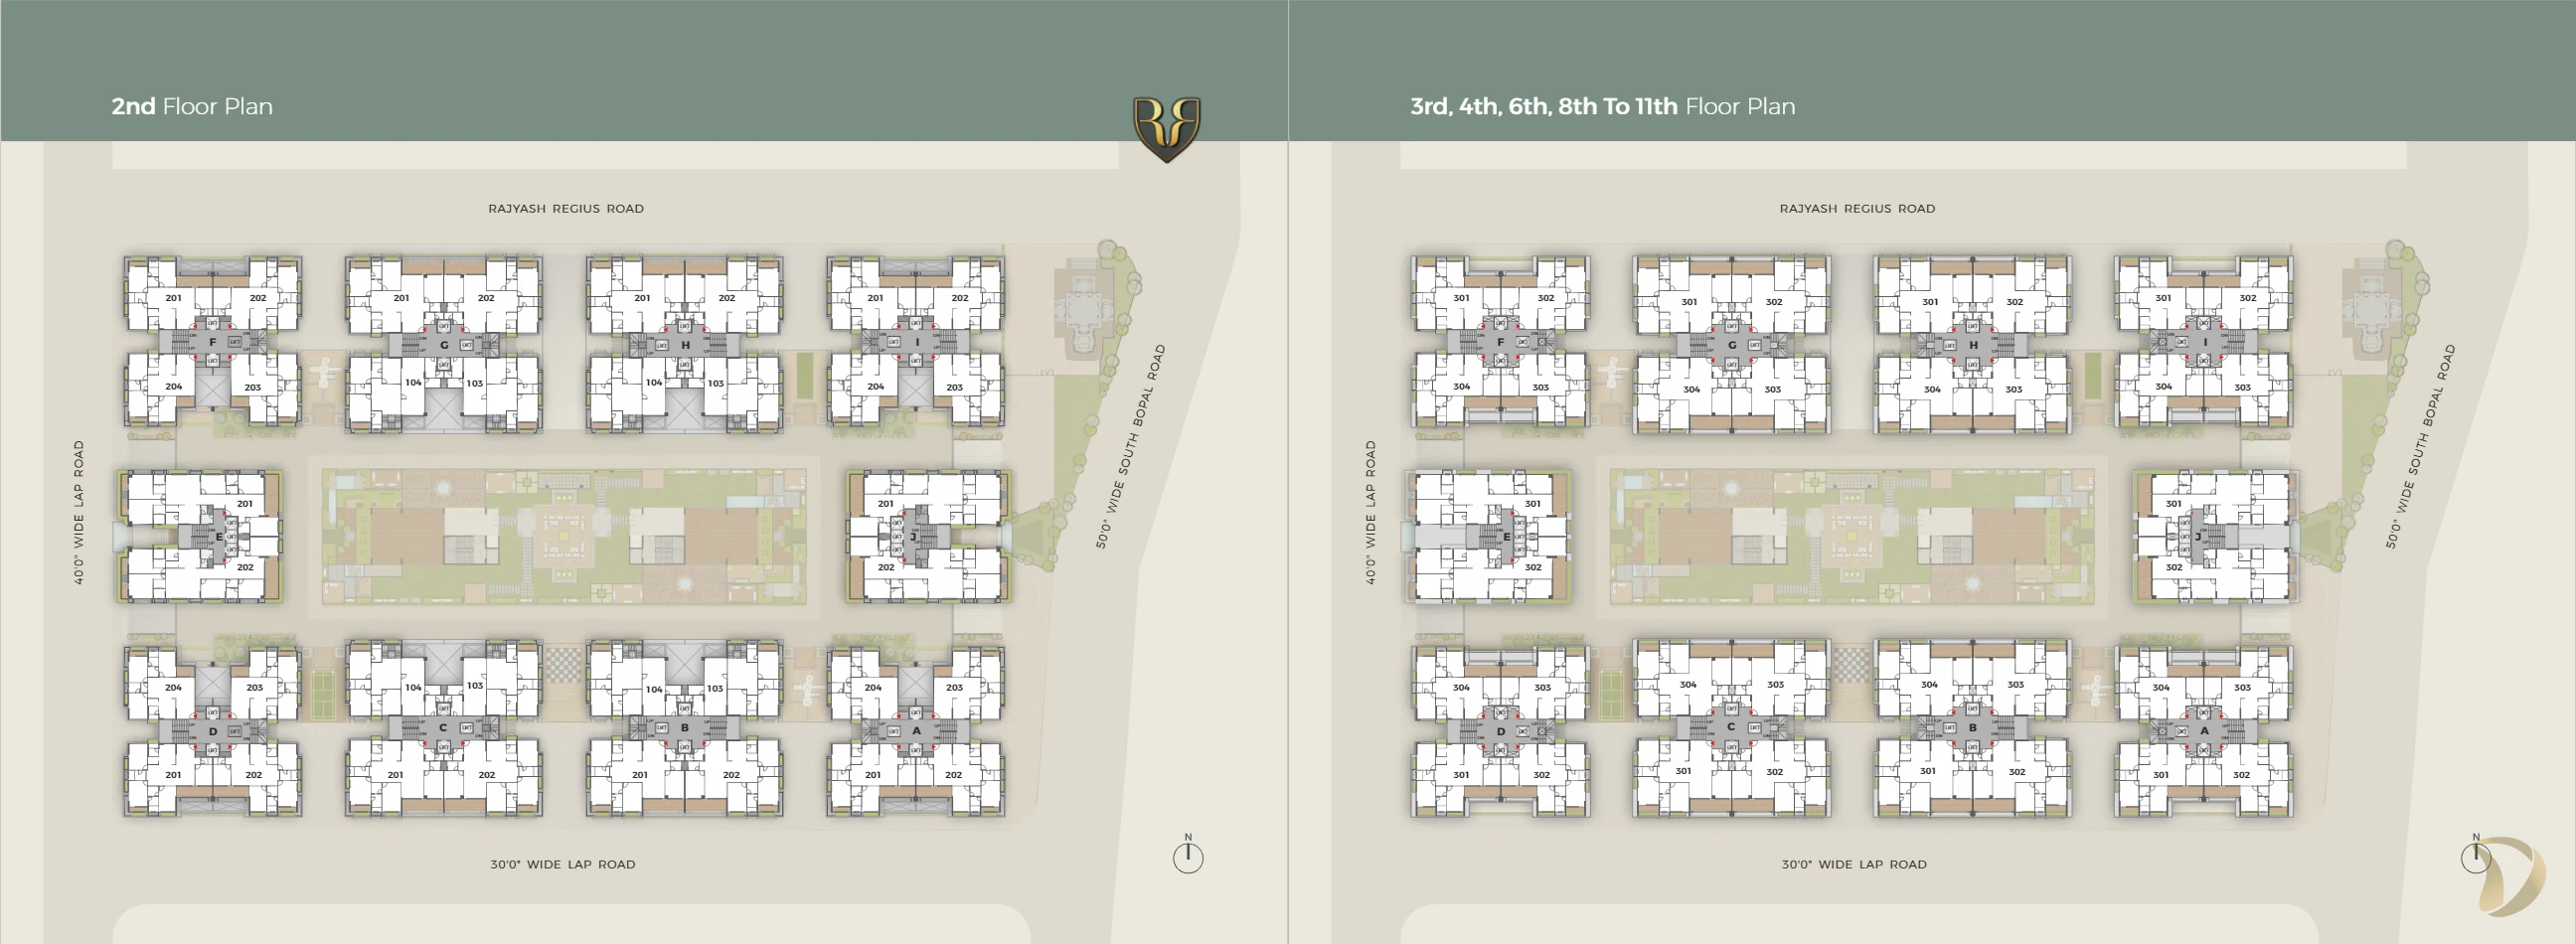 2nd Floor Plan
RAJYASH REGIUS ROAD
201 202 201 202 201 202 201 202
F G H I
204 203 104 103 104 103 204 203
40'0" WIDE LAP ROAD
50'0" WIDE SOUTH BOPAL ROAD
201 201
E J
202 202
204 203 104 103 104 103 204 203
D C B A
201 202 201 202 201 202 201 202
30'0" WIDE LAP ROAD
N
3rd, 4th, 6th, 8th To 11th Floor Plan
RAJYASH REGIUS ROAD
301 302 301 302 301 302 301 302
F G H I
304 303 304 303 304 303 304 303
40'0" WIDE LAP ROAD
50'0" WIDE SOUTH BOPAL ROAD
301 301
E J
302 302
304 303 304 303 304 303 304 303
D C B A
301 302 301 302 301 302 301 302
30'0" WIDE LAP ROAD
N